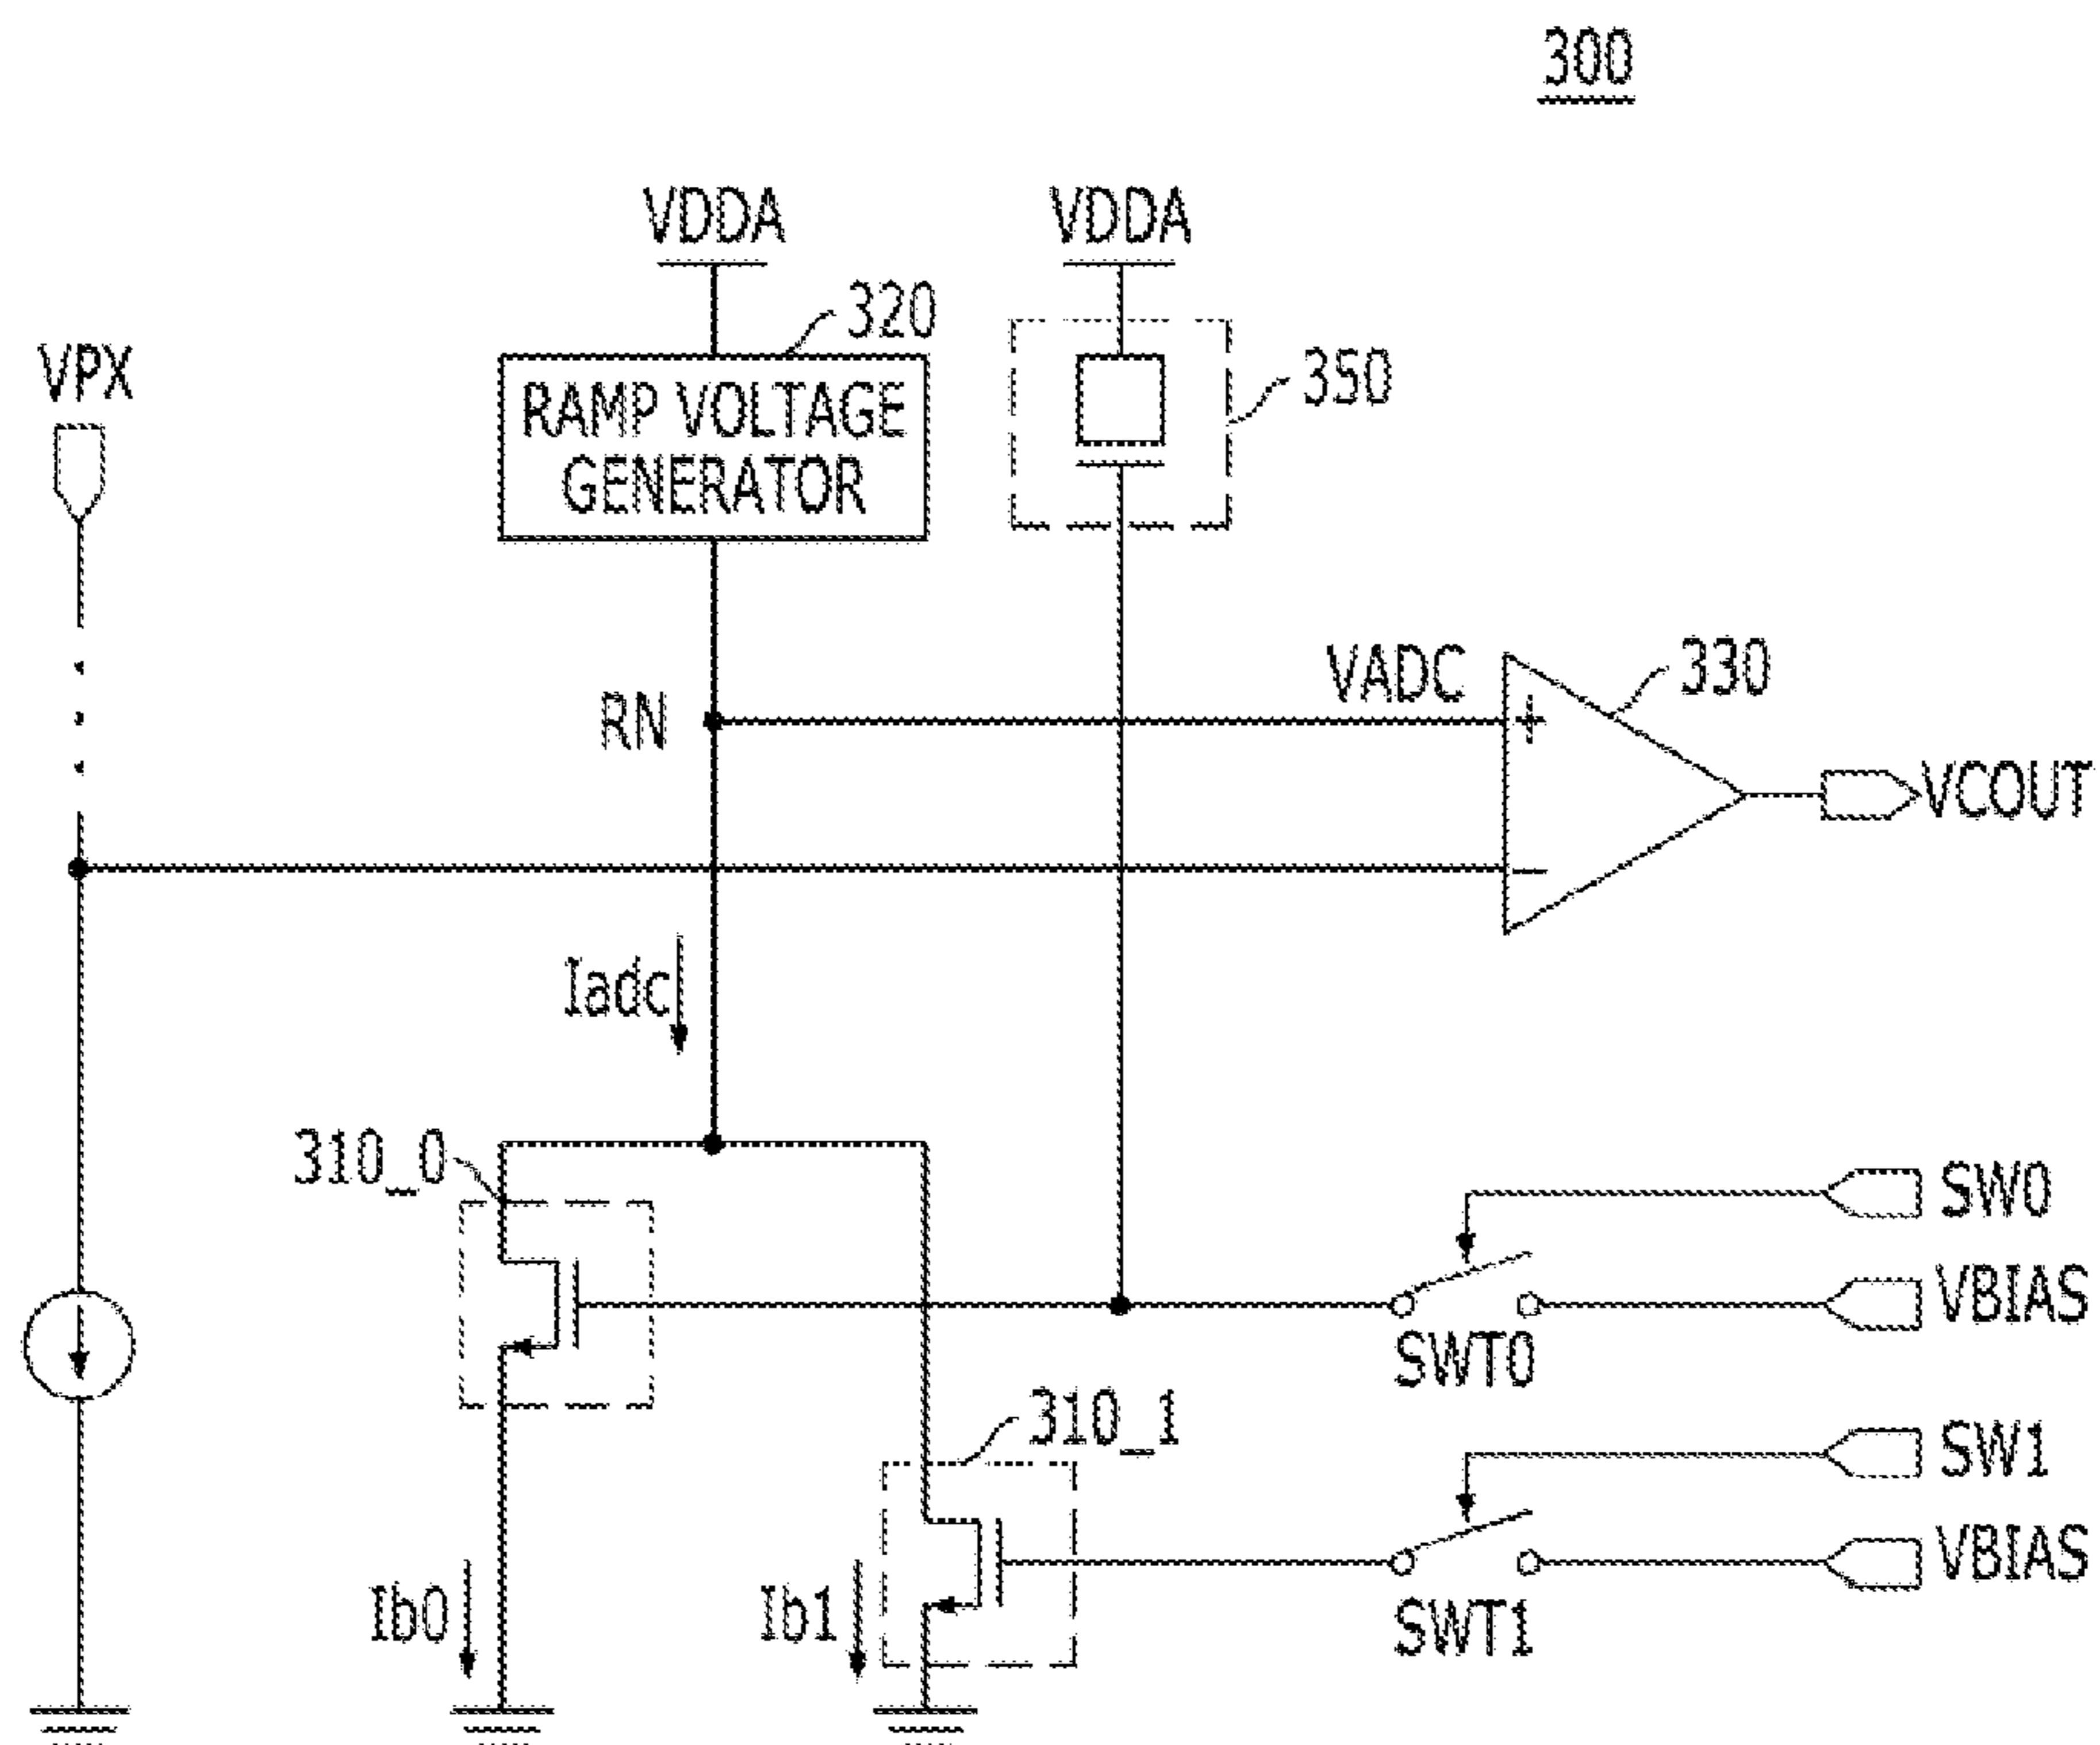 300
VDDA
VDDA
320
350
VPX
RAMP VOLTAGE
GENERATOR
VADC
330
RN
+
VCOUT
−
Iadc
310_0
SW0
VBIAS
SWT0
310_1
SW1
VBIAS
Ib0
Ib1
SWT1